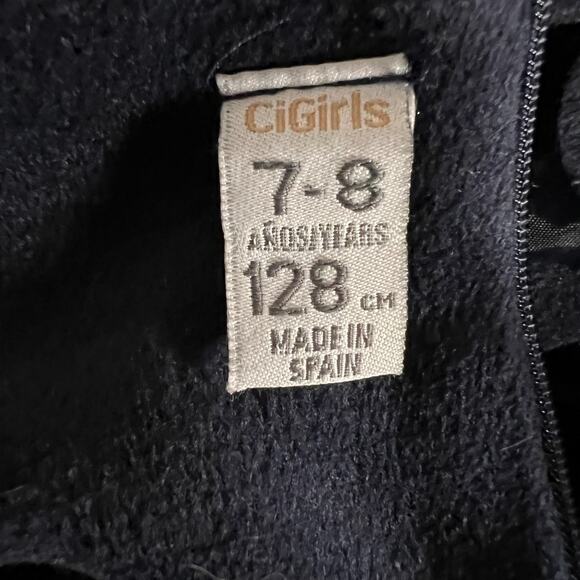 CiGirls
7-8
AÑOS/YEARS
128 CM
MADE IN
SPAIN